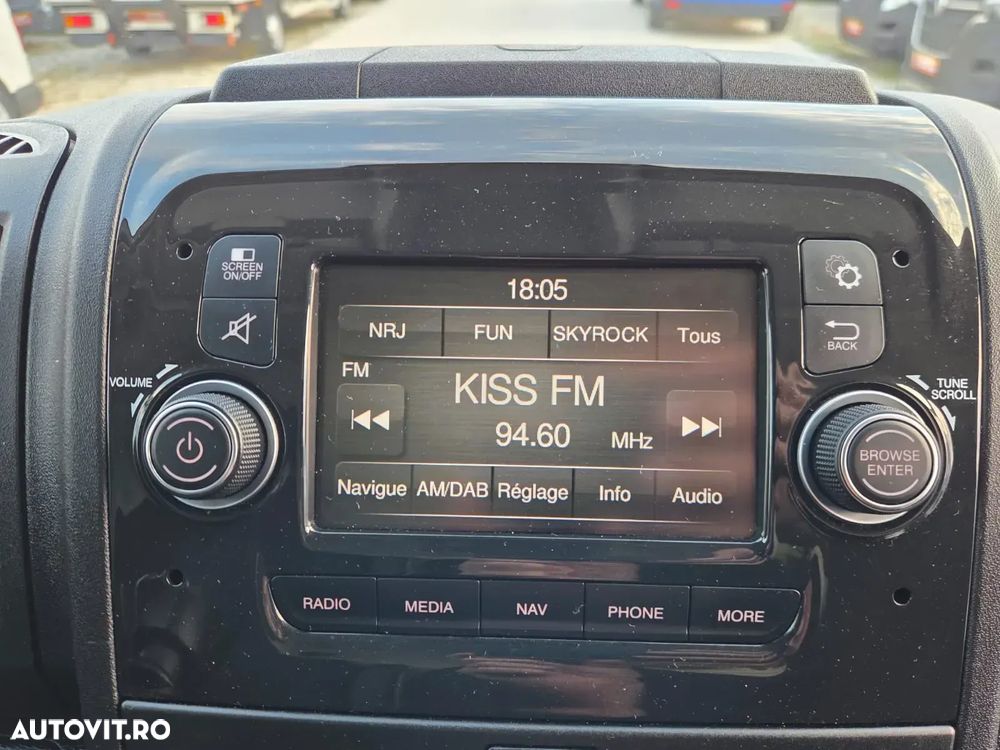 SCREEN
ON/OFF
18:05
NRJ FUN SKYROCK Tous
BACK
VOLUME
FM
KISS FM
TUNE
SCROLL
94.60 MHz
BROWSE
ENTER
Navigue AM/DAB Réglage Info Audio
RADIO MEDIA NAV PHONE MORE
AUTOVIT.RO